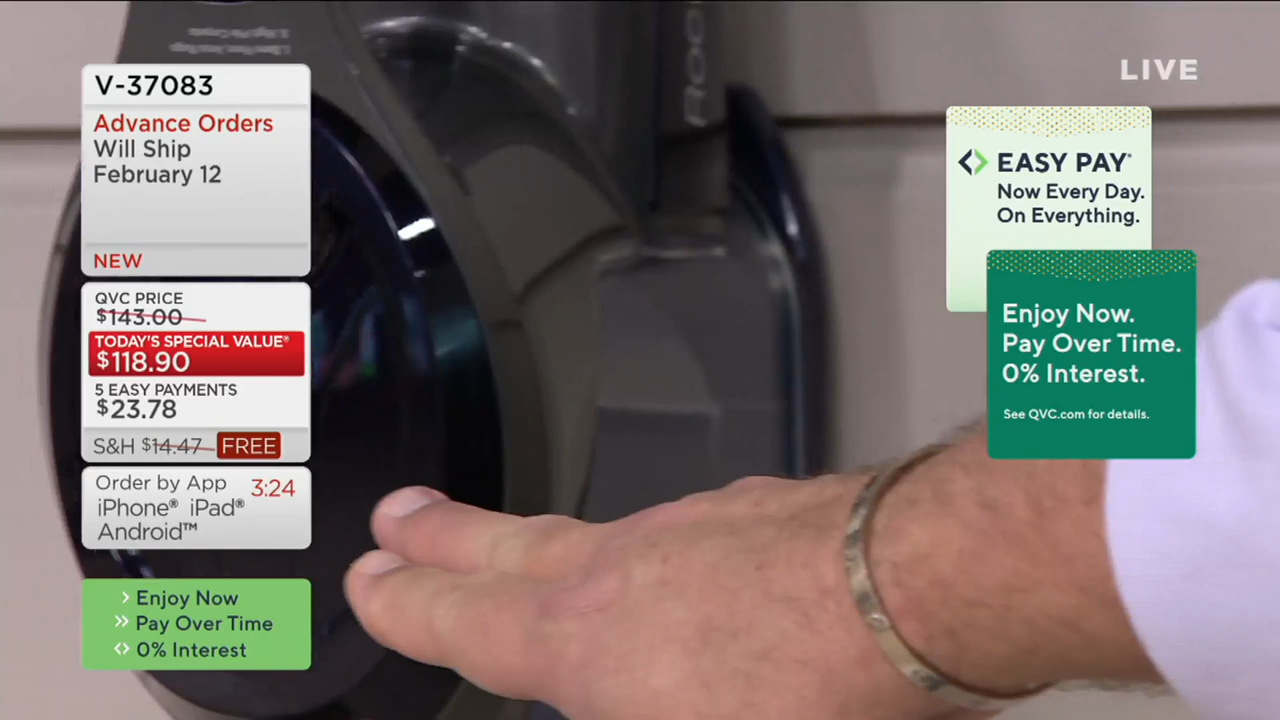 V-37083
Advance Orders
Will Ship
February 12
NEW
QVC PRICE
$143.00
TODAY'S SPECIAL VALUE®
$118.90
5 EASY PAYMENTS
$23.78
S&H $14.47 FREE
Order by App 3:24
iPhone® iPad®
Android™
Enjoy Now
Pay Over Time
0% Interest
LIVE
EASY PAY®
Now Every Day.
On Everything.
Enjoy Now.
Pay Over Time.
0% Interest.
See QVC.com for details.